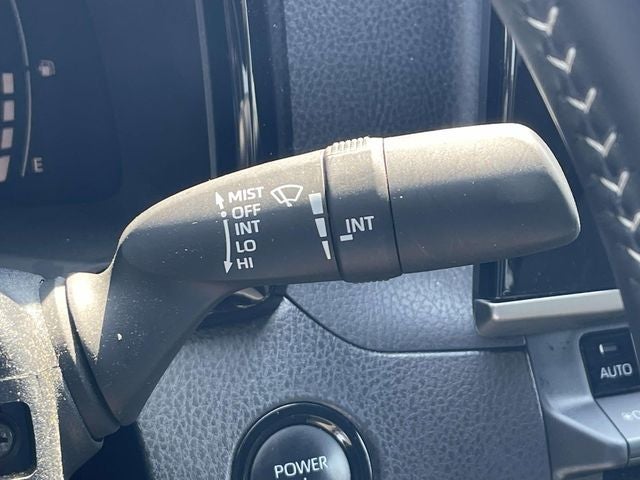 E
MIST
OFF
INT
LO
HI
INT
AUTO
POWER